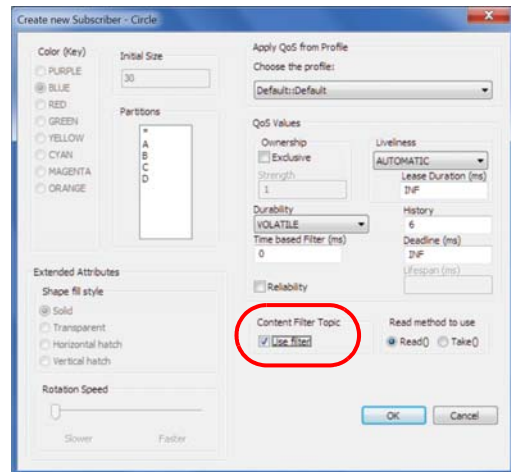 Create new Subscriber - Circle
Color (Key)
PURPLE
BLUE
RED
GREEN
YELLOW
CYAN
MAGENTA
ORANGE
Initial Size
30
Partitions
*
A
B
C
D
Extended Attributes
Shape fill style
Solid
Transparent
Horizontal hatch
Vertical hatch
Rotation Speed
Slower Faster
Apply QoS from Profile
Choose the profile:
Default::Default
QoS Values
Ownership
Exclusive
Strength
1
Liveliness
AUTOMATIC
Lease Duration (ms)
INF
Durability
VOLATILE
Time based Filter (ms)
0
History
6
Deadline (ms)
INF
Lifespan (ms)
Reliability
Content Filter Topic
Use filter
Read method to use
Read() Take()
OK Cancel